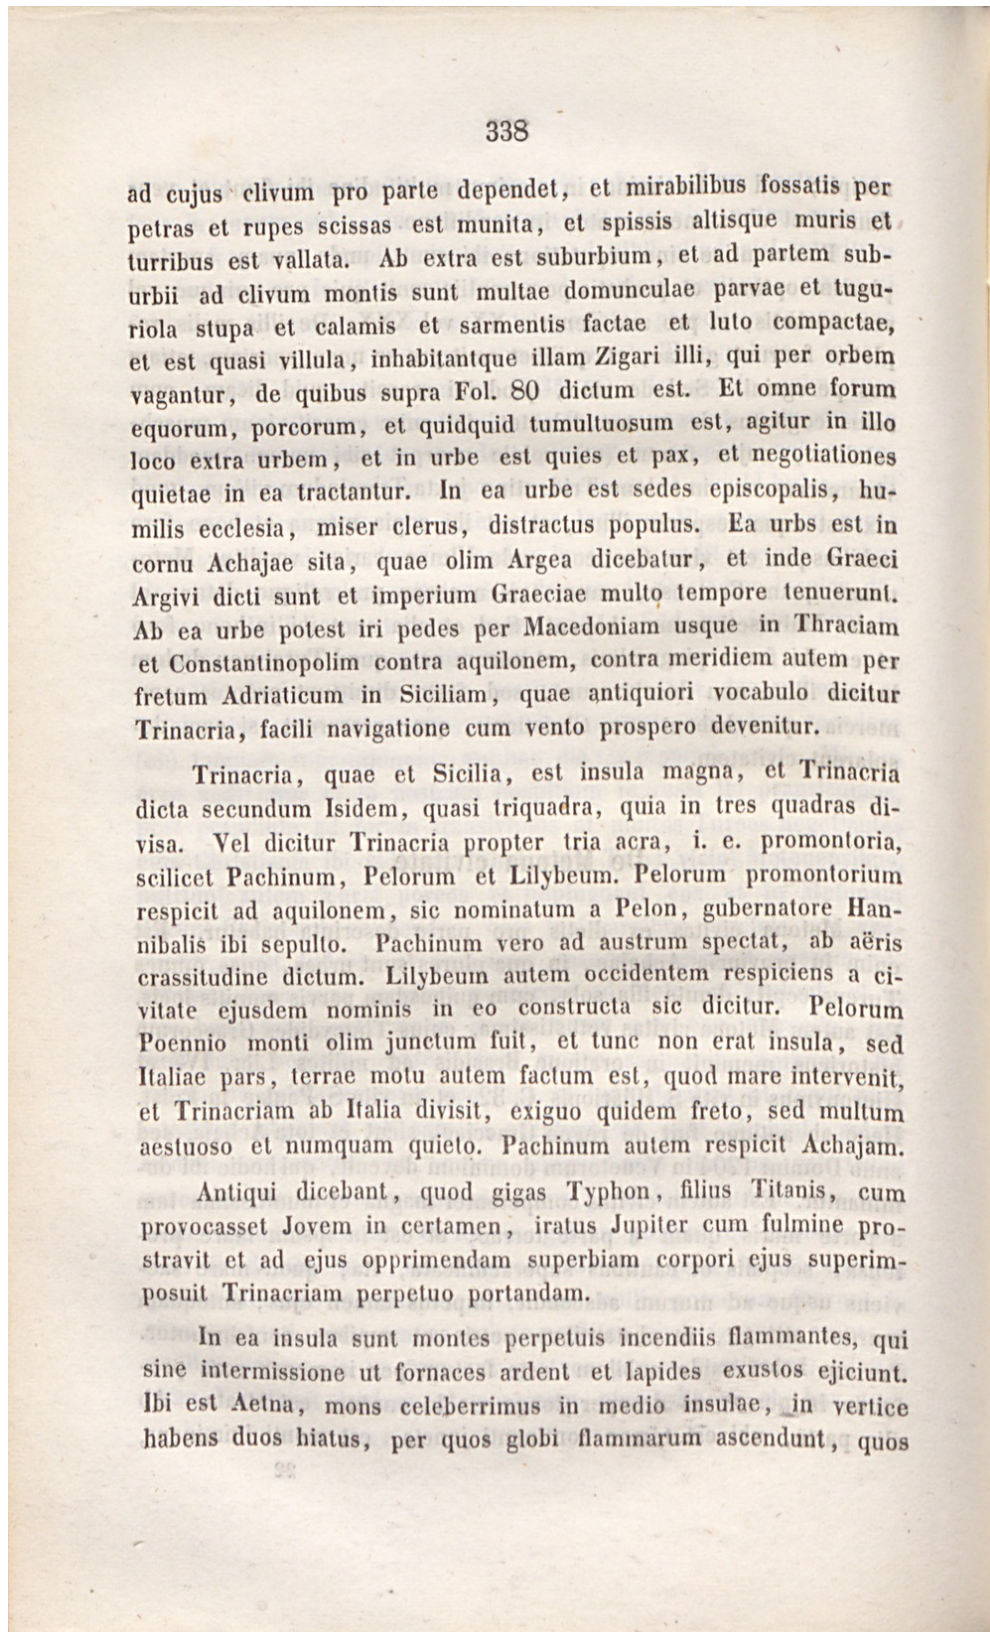 338
ad cujus clivum pro parte dependet, et mirabilibus fossatis per
petras et rupes scissas est munita, et spissis altisque muris et
turribus est vallata. Ab extra est suburbium, et ad partem sub-
urbii ad clivum montis sunt multae domunculae parvae et tugu-
riola stupa et calamis et sarmentis factae et luto compactae,
et est quasi villula, inhabitantque illam Zigari illi, qui per orbem
vagantur, de quibus supra Fol. 80 dictum est. Et omne forum
equorum, porcorum, et quidquid tumultuosum est, agitur in illo
loco extra urbem, et in urbe est quies et pax, et negotiationes
quietae in ea tractantur. In ea urbe est sedes episcopalis, hu-
milis ecclesia, miser clerus, distractus populus. Ea urbs est in
cornu Achajae sita, quae olim Argea dicebatur, et inde Graeci
Argivi dicti sunt et imperium Graeciae multo tempore tenuerunt.
Ab ea urbe potest iri pedes per Macedoniam usque in Thraciam
et Constantinopolim contra aquilonem, contra meridiem autem per
fretum Adriaticum in Siciliam, quae antiquiori vocabulo dicitur
Trinacria, facili navigatione cum vento prospero devenitur.
Trinacria, quae et Sicilia, est insula magna, et Trinacria
dicta secundum Isidem, quasi triquadra, quia in tres quadras di-
visa. Vel dicitur Trinacria propter tria acra, i. e. promontoria,
scilicet Pachinum, Pelorum et Lilybeum. Pelorum promontorium
respicit ad aquilonem, sic nominatum a Pelon, gubernatore Han-
nibalis ibi sepulto. Pachinum vero ad austrum spectat, ab aëris
crassitudine dictum. Lilybeum autem occidentem respiciens a ci-
vitate ejusdem nominis in eo constructa sic dicitur. Pelorum
Poennio monti olim junctum fuit, et tunc non erat insula, sed
Italiae pars, terrae motu autem factum est, quod mare intervenit,
et Trinacriam ab Italia divisit, exiguo quidem freto, sed multum
aestuoso et numquam quieto. Pachinum autem respicit Achajam.
Antiqui dicebant, quod gigas Typhon, filius Titanis, cum
provocasset Jovem in certamen, iratus Jupiter cum fulmine pro-
stravit et ad ejus opprimendam superbiam corpori ejus superim-
posuit Trinacriam perpetuo portandam.
In ea insula sunt montes perpetuis incendiis flammantes, qui
sine intermissione ut fornaces ardent et lapides exustos ejiciunt.
Ibi est Aetna, mons celeberrimus in medio insulae, in vertice
habens duos hiatus, per quos globi flammarum ascendunt, quos